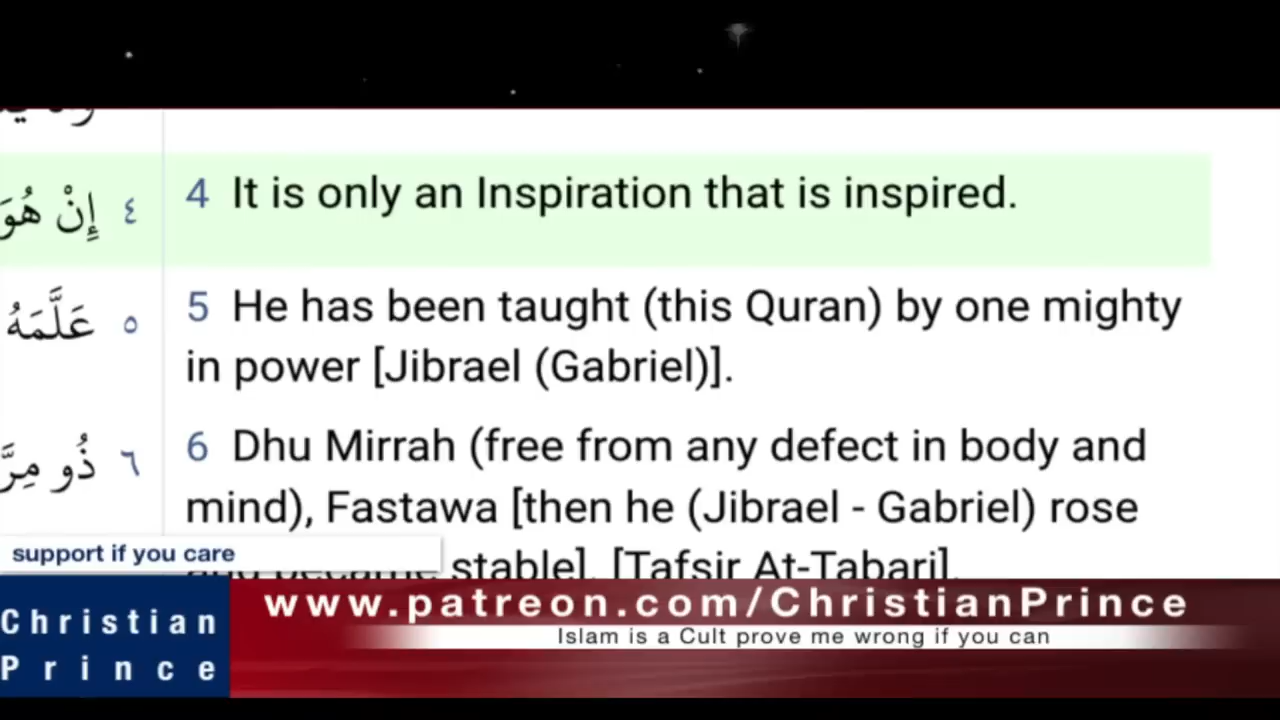 إِنْ هُوَ ٤
4 It is only an Inspiration that is inspired.
عَلَّمَهُ ٥
5 He has been taught (this Quran) by one mighty
in power [Jibrael (Gabriel)].
ذُو مِرَّ ٦
6 Dhu Mirrah (free from any defect in body and
mind), Fastawa [then he (Jibrael - Gabriel) rose
and became stable]. [Tafsir At-Tabari].
support if you care
Christian
Prince
www.patreon.com/ChristianPrince
Islam is a Cult prove me wrong if you can